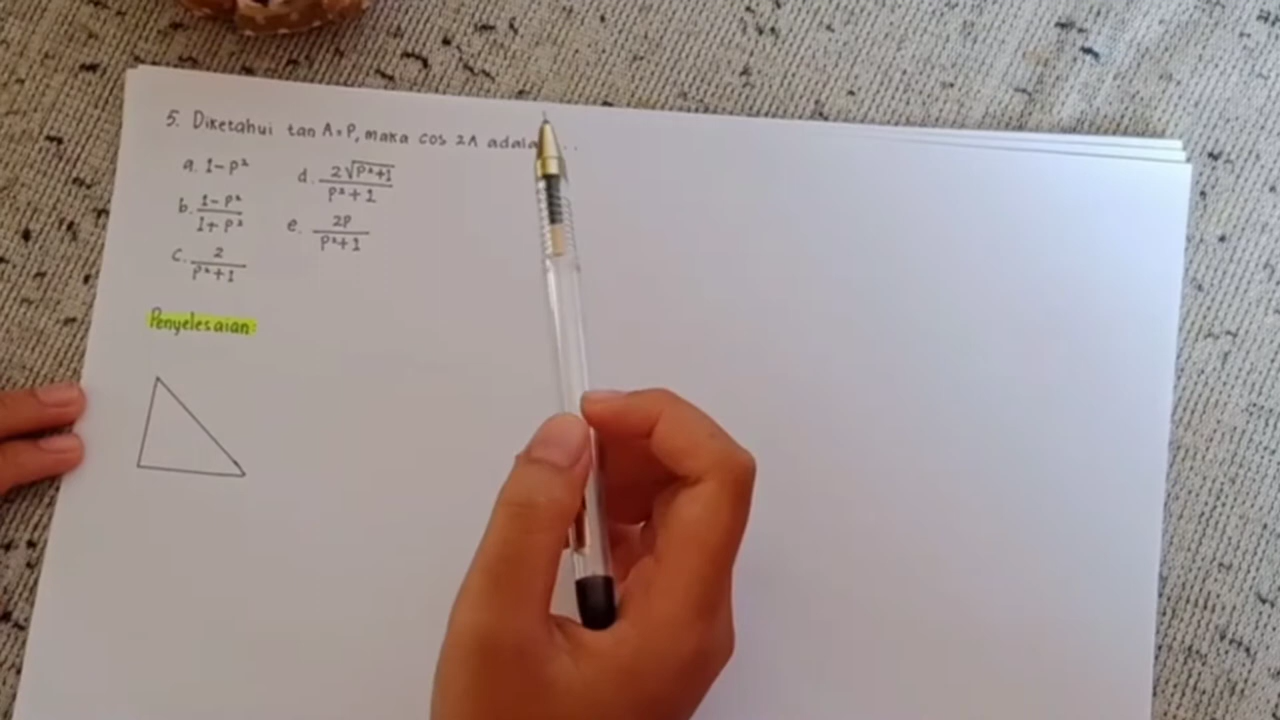 5. Diketahui tan A = P, maka cos 2A adala ...
a. 1-p²
b. 1-p² / 1+p²
c. 2 / p²+1
d. 2√p²+1 / p²+1
e. 2p / p²+1
Penyelesaian: